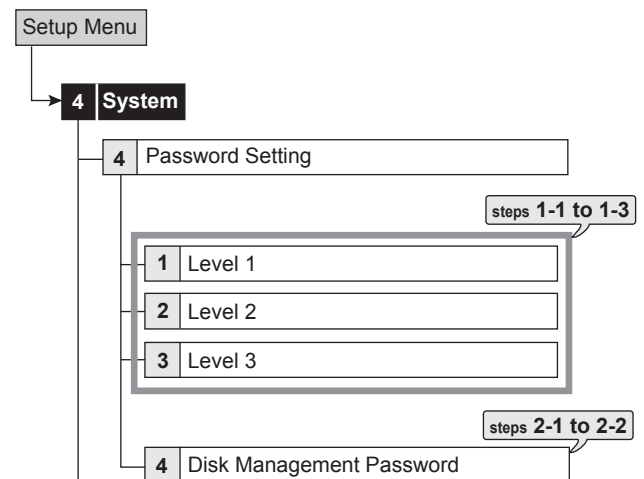 Setup Menu
4 System
4 Password Setting
steps 1-1 to 1-3
1 Level 1
2 Level 2
3 Level 3
steps 2-1 to 2-2
4 Disk Management Password